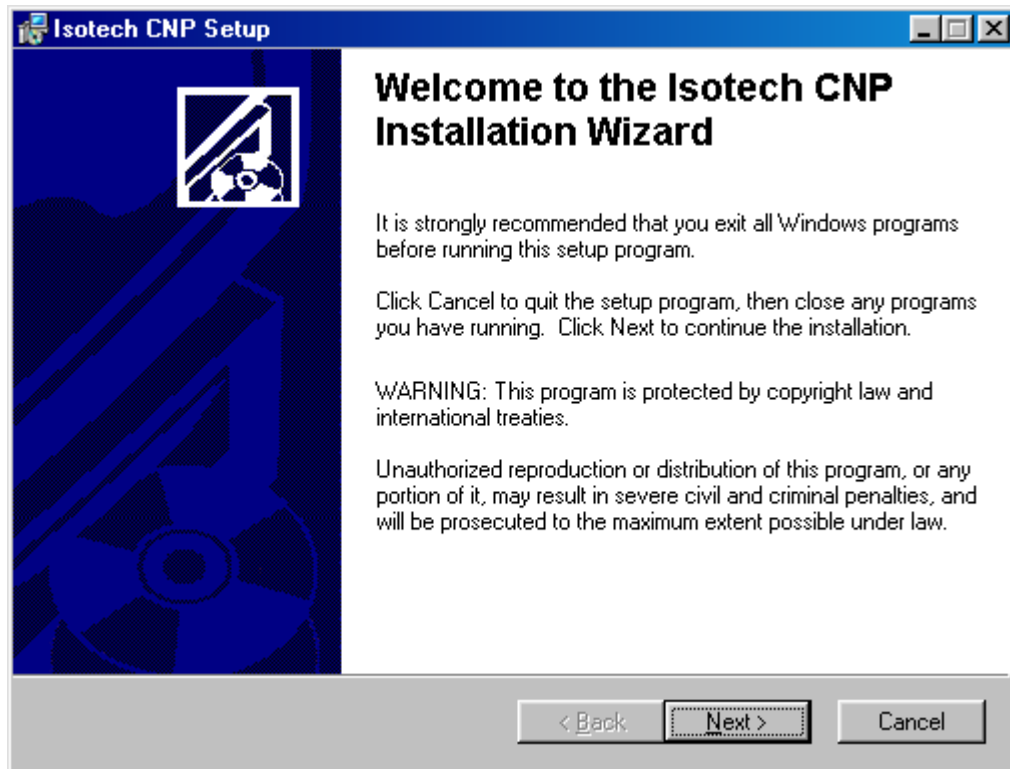 Isotech CNP Setup
Welcome to the Isotech CNP
Installation Wizard
It is strongly recommended that you exit all Windows programs
before running this setup program.
Click Cancel to quit the setup program, then close any programs
you have running.  Click Next to continue the installation.
WARNING: This program is protected by copyright law and
international treaties.
Unauthorized reproduction or distribution of this program, or any
portion of it, may result in severe civil and criminal penalties, and
will be prosecuted to the maximum extent possible under law.
< Back
Next >
Cancel